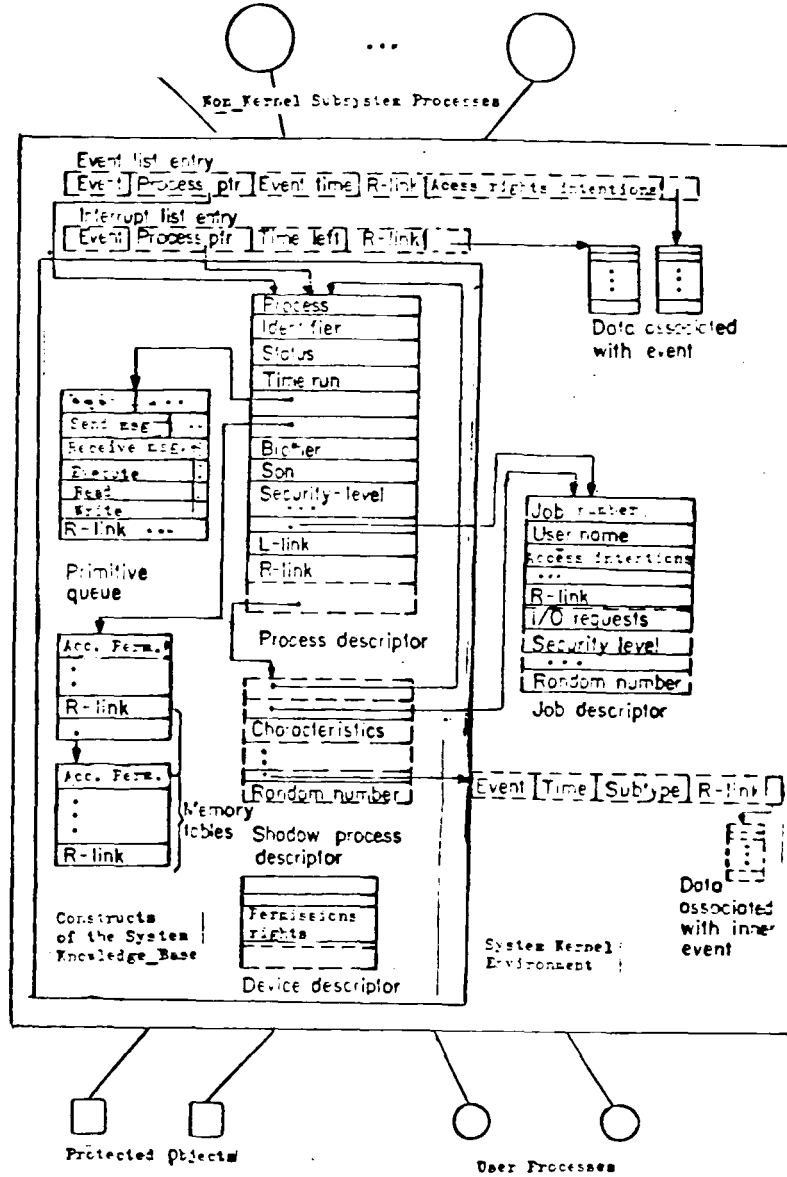 ...
Non_Kernel Subsystem Processes
Event list entry
Event Process ptr Event time R-link Acess rights intentions
Interrupt list entry
Event Process ptr Time left R-link
Data associated
with event
Process
Identifier
Status
Time run
Brother
Son
Security-level
...
L-link
R-link
Process descriptor
Send msg ..
Receive msg.
Execute
Read
Write
R-link ...
Primitive
queue
Job number
User name
Access intentions
...
R-link
I/O requests
Security level
...
Random number
Job descriptor
Acc. Perm.
R-link
Acc. Perm.
R-link
Memory
tables
Characteristics
Random number
Shadow process
descriptor
Event Time Subtype R-link
Data
associated
with inner
event
Permissions
rights
Device descriptor
Constructs
of the System
Knowledge_Base
System Kernel
Environment
Protected Objects
User Processes